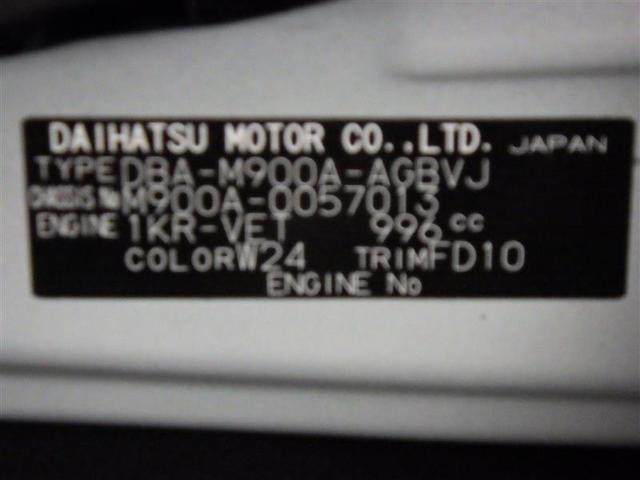 DAIHATSU MOTOR CO.,LTD. JAPAN
TYPE DBA-M900A-AGBVJ
CHASSIS No M900A-0057013
ENGINE 1KR-VET 996 cc
COLOR W24 TRIM FD10
ENGINE No